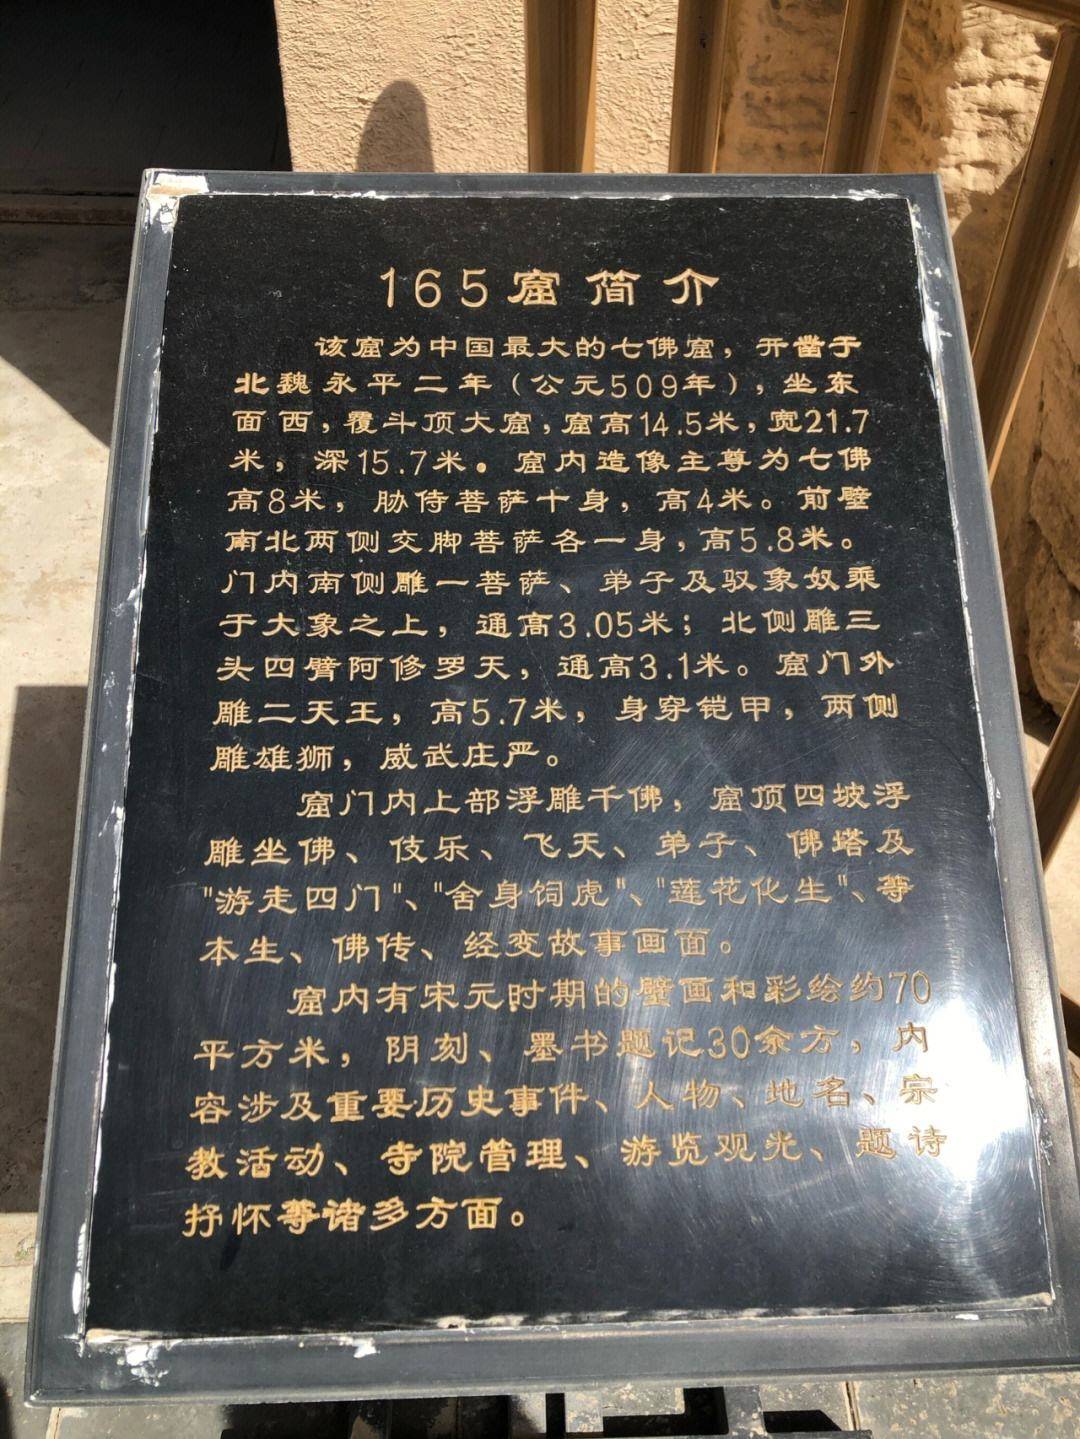 165窟简介
该窟为中国最大的七佛窟，开凿于
北魏永平二年（公元509年），坐东
面西，覆斗顶大窟，窟高14.5米，宽21.7
米，深15.7米。窟内造像主尊为七佛
高8米，胁侍菩萨十身，高4米。前壁
南北两侧交脚菩萨各一身，高5.8米。
门内南侧雕一菩萨、弟子及驭象奴乘
于大象之上，通高3.05米；北侧雕三
头四臂阿修罗天，通高3.1米。窟门外
雕二天王，高5.7米，身穿铠甲，两侧
雕雄狮，威武庄严。
窟门内上部浮雕千佛，窟顶四坡浮
雕坐佛、伎乐、飞天、弟子、佛塔及
"游走四门"、"舍身饲虎"、"莲花化生"、等
本生、佛传、经变故事画面。
窟内有宋元时期的壁画和彩绘约70
平方米，阴刻、墨书题记30余方，内
容涉及重要历史事件、人物、地名、宗
教活动、寺院管理、游览观光、题诗
抒怀等诸多方面。